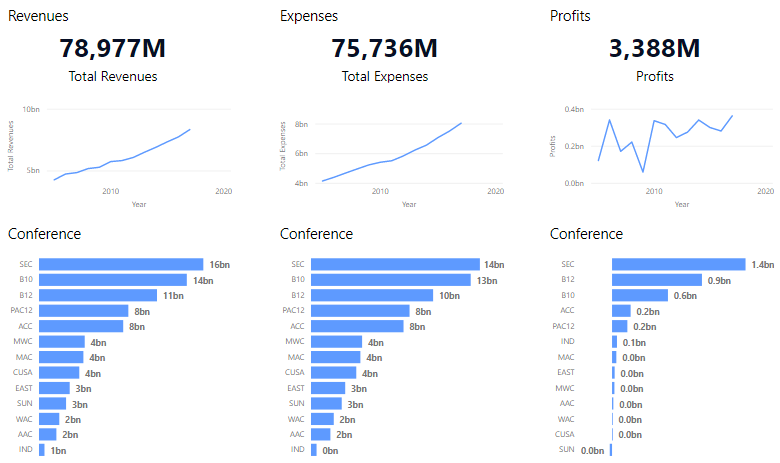 Revenues
78,977M
Total Revenues
Total Revenues
10bn
5bn
2010
2020
Year
Expenses
75,736M
Total Expenses
Total Expenses
8bn
6bn
4bn
2010
2020
Year
Profits
3,388M
Profits
Profits
0.4bn
0.2bn
0.0bn
2010
2020
Year
Conference
SEC 16bn
B10 14bn
B12 11bn
PAC12 8bn
ACC 8bn
MWC 4bn
MAC 4bn
CUSA 4bn
EAST 3bn
SUN 3bn
WAC 2bn
AAC 2bn
IND 1bn
Conference
SEC 14bn
B10 13bn
B12 10bn
PAC12 8bn
ACC 8bn
MWC 4bn
MAC 4bn
CUSA 4bn
EAST 3bn
SUN 3bn
WAC 2bn
AAC 2bn
IND 0bn
Conference
SEC 1.4bn
B12 0.9bn
B10 0.6bn
ACC 0.2bn
PAC12 0.2bn
IND 0.1bn
MAC 0.0bn
EAST 0.0bn
MWC 0.0bn
AAC 0.0bn
WAC 0.0bn
CUSA 0.0bn
SUN 0.0bn